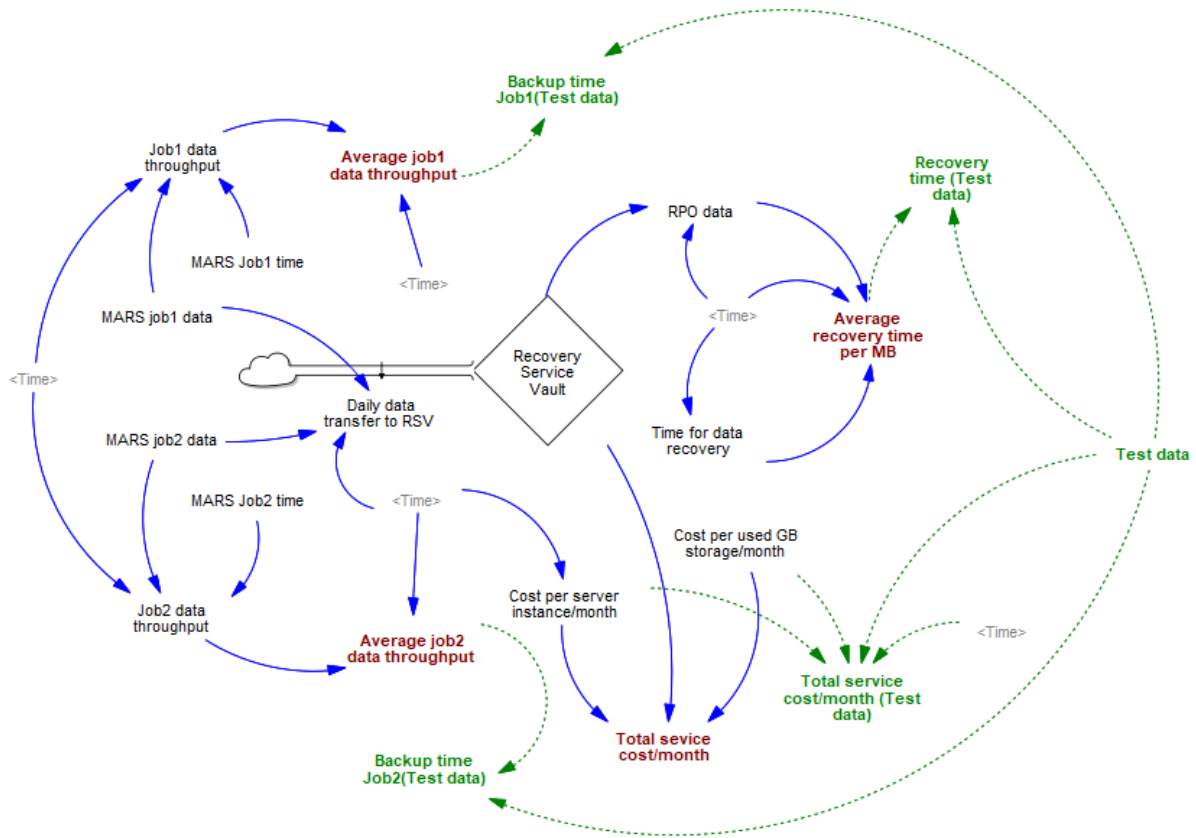 Backup time
Job1(Test data)
Job1 data
throughput
Average job1
data throughput
Recovery
time (Test
data)
RPO data
MARS Job1 time
<Time>
MARS job1 data
<Time>
Average
recovery time
per MB
Recovery
Service
Vault
<Time>
Daily data
transfer to RSV
MARS job2 data
Time for data
recovery
Test data
MARS Job2 time
<Time>
Cost per used GB
storage/month
Job2 data
throughput
Cost per server
instance/month
<Time>
Average job2
data throughput
Total service
cost/month (Test
data)
Total sevice
cost/month
Backup time
Job2(Test data)